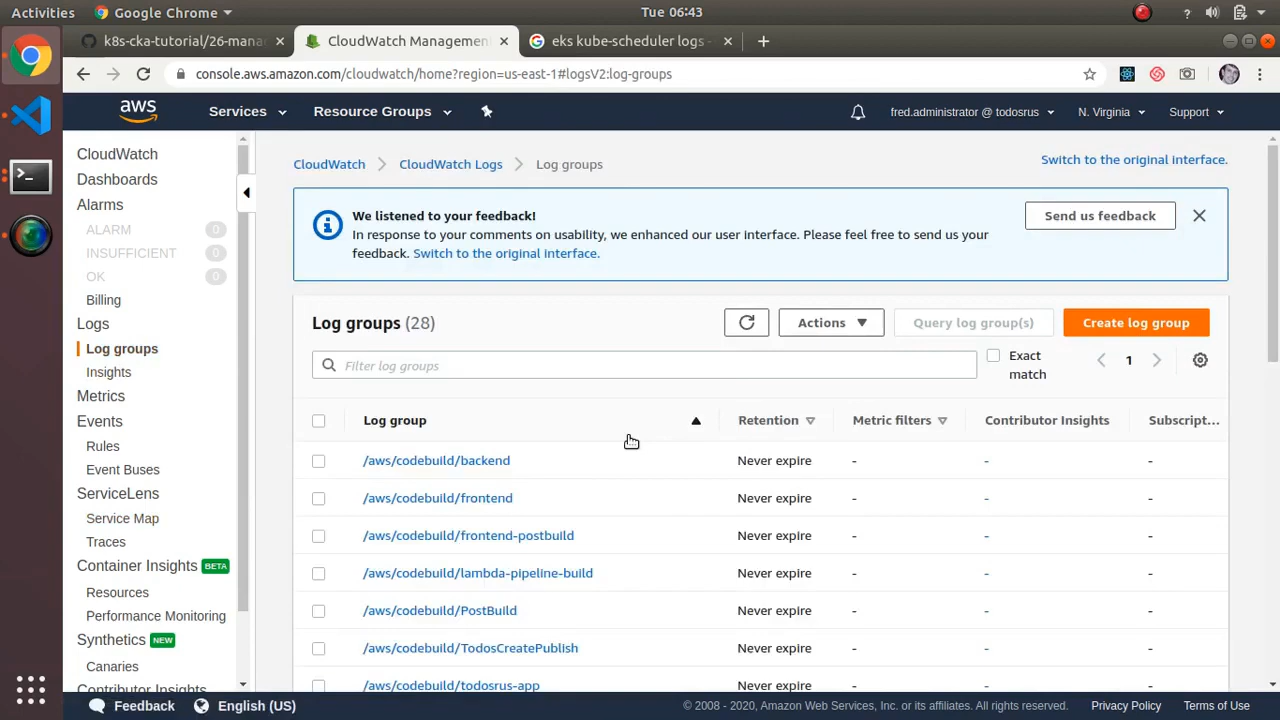 Activities
Google Chrome
Tue 06:43
k8s-cka-tutorial/26-mana
CloudWatch Managemen
eks kube-scheduler logs -
console.aws.amazon.com/cloudwatch/home?region=us-east-1#logsV2:log-groups
aws
Services
Resource Groups
fred.administrator @ todosrus
N. Virginia
Support
CloudWatch
Dashboards
Alarms
ALARM 0
INSUFFICIENT 0
OK 0
Billing
Logs
Log groups
Insights
Metrics
Events
Rules
Event Buses
ServiceLens
Service Map
Traces
Container Insights BETA
Resources
Performance Monitoring
Synthetics NEW
Canaries
Contributor Insights
CloudWatch
CloudWatch Logs
Log groups
Switch to the original interface.
We listened to your feedback!
In response to your comments on usability, we enhanced our user interface. Please feel free to send us your
feedback. Switch to the original interface.
Send us feedback
Log groups (28)
Actions
Query log group(s)
Create log group
Filter log groups
Exact
match
1
Log group Retention Metric filters Contributor Insights Subscript...
/aws/codebuild/backend Never expire - - -
/aws/codebuild/frontend Never expire - - -
/aws/codebuild/frontend-postbuild Never expire - - -
/aws/codebuild/lambda-pipeline-build Never expire - - -
/aws/codebuild/PostBuild Never expire - - -
/aws/codebuild/TodosCreatePublish Never expire - - -
/aws/codebuild/todosrus-app Never expire - - -
Feedback
English (US)
© 2008 - 2020, Amazon Web Services, Inc. or its affiliates. All rights reserved.
Privacy Policy
Terms of Use